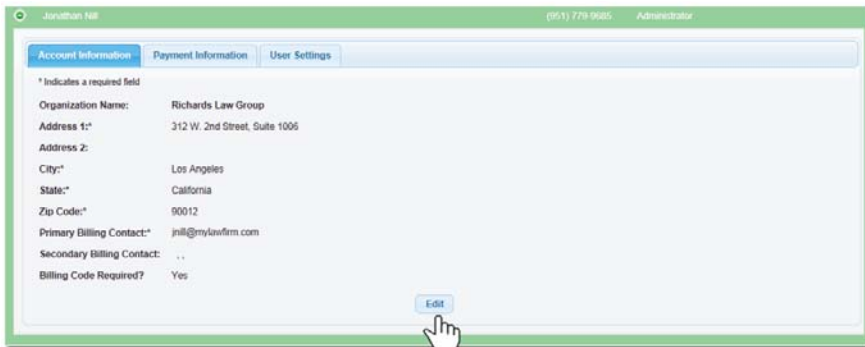 Jonathan Nill (951) 779-9685 Administrator
Account Information Payment Information User Settings
* Indicates a required field
Organization Name: Richards Law Group
Address 1:* 312 W. 2nd Street, Suite 1006
Address 2:
City:* Los Angeles
State:* California
Zip Code:* 90012
Primary Billing Contact:* jnill@mylawfirm.com
Secondary Billing Contact: , ,
Billing Code Required? Yes
Edit